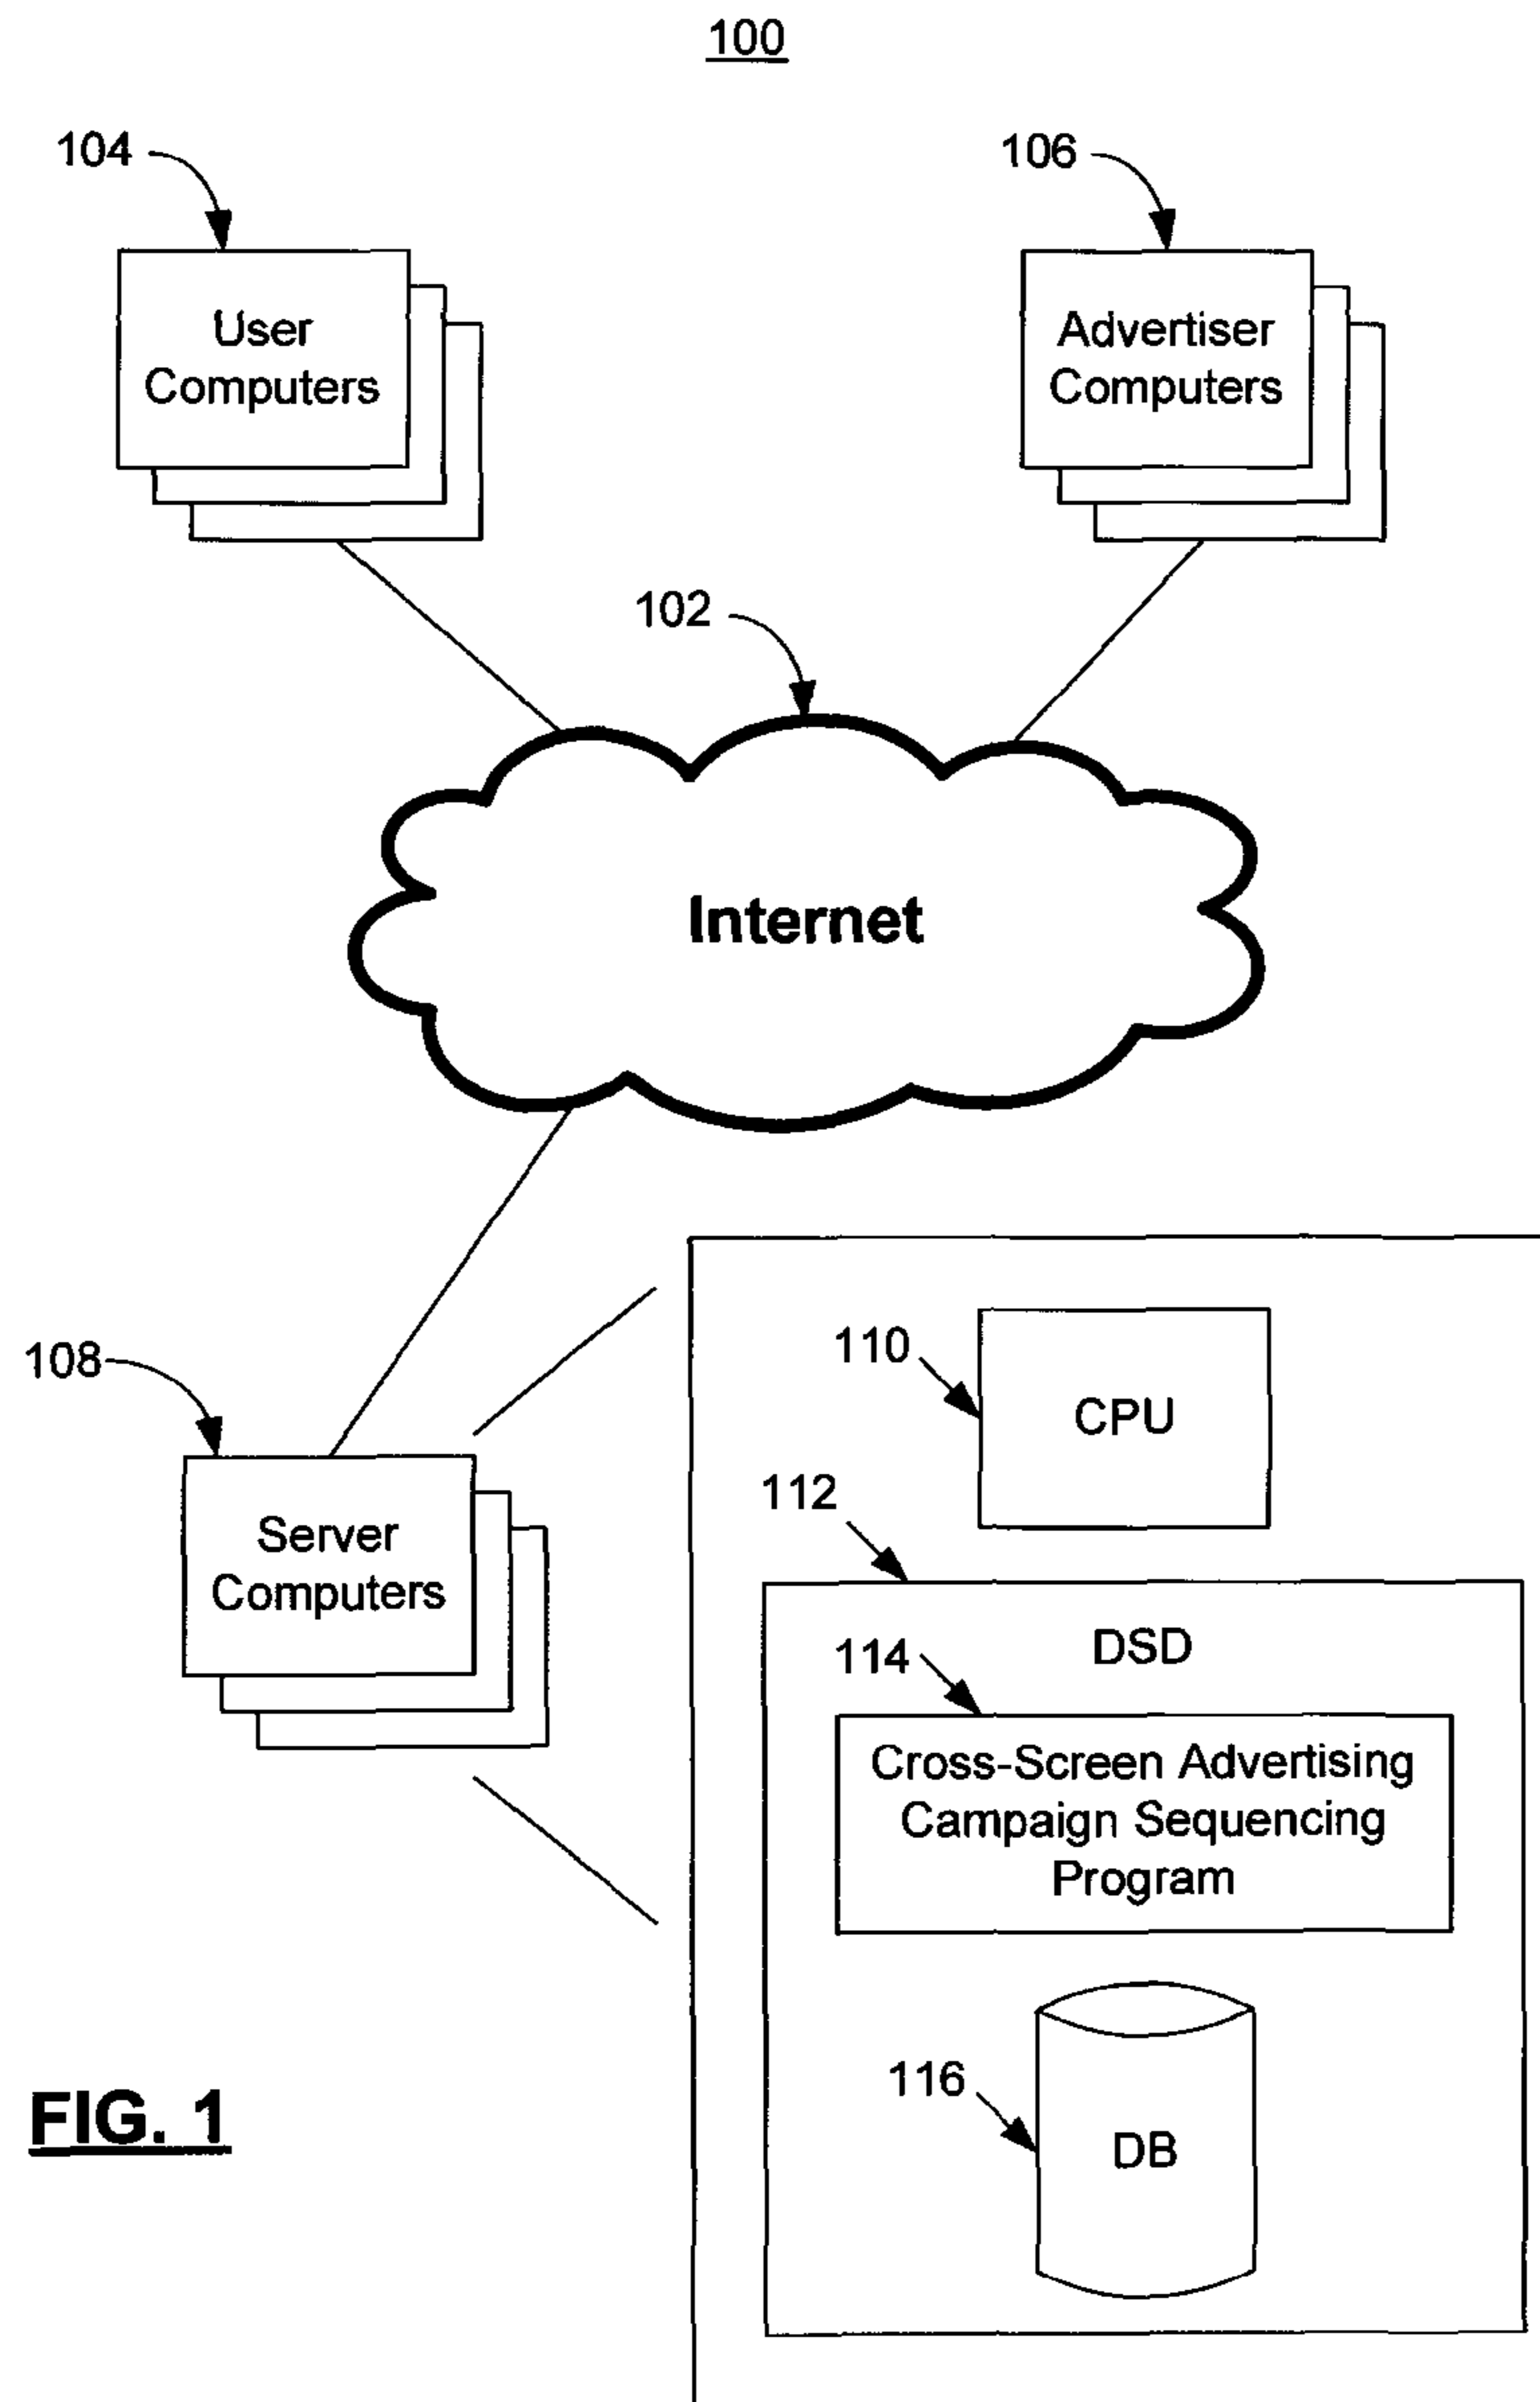 100
104
106
User
Computers
Advertiser
Computers
102
Internet
108
110
CPU
Server
Computers
112
DSD
114
Cross-Screen Advertising
Campaign Sequencing
Program
116
DB
FIG. 1